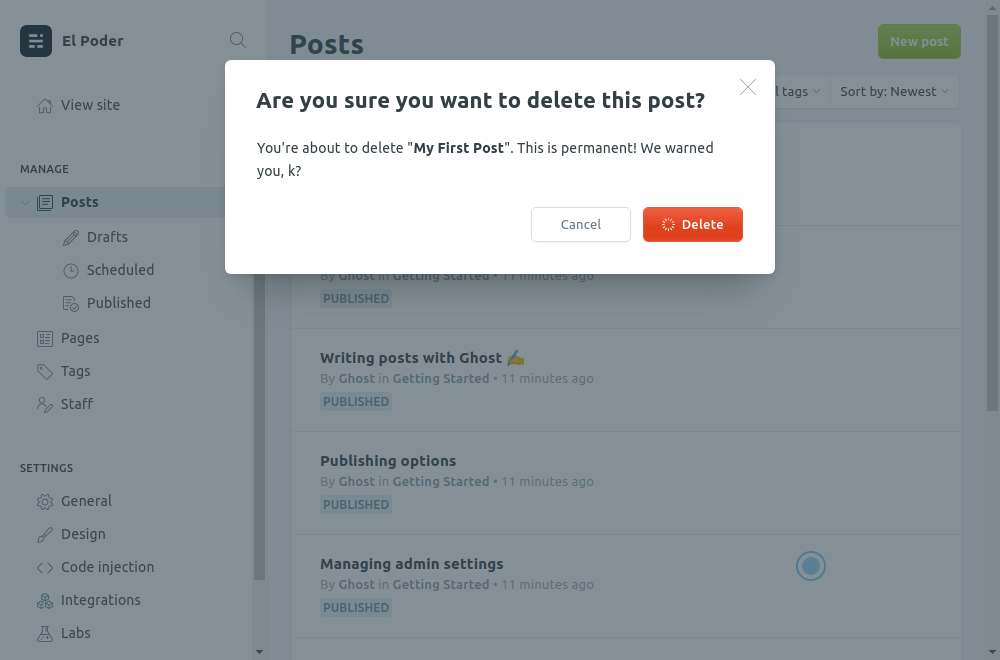 El Poder
View site
MANAGE
Posts
Drafts
Scheduled
Published
Pages
Tags
Staff
SETTINGS
General
Design
Code injection
Integrations
Labs
Posts
New post
tags
Sort by: Newest
Are you sure you want to delete this post?
You're about to delete "My First Post". This is permanent! We warned
you, k?
Cancel
Delete
By Ghost in Getting Started • 11 minutes ago
PUBLISHED
Writing posts with Ghost ✍️
By Ghost in Getting Started • 11 minutes ago
PUBLISHED
Publishing options
By Ghost in Getting Started • 11 minutes ago
PUBLISHED
Managing admin settings
By Ghost in Getting Started • 11 minutes ago
PUBLISHED